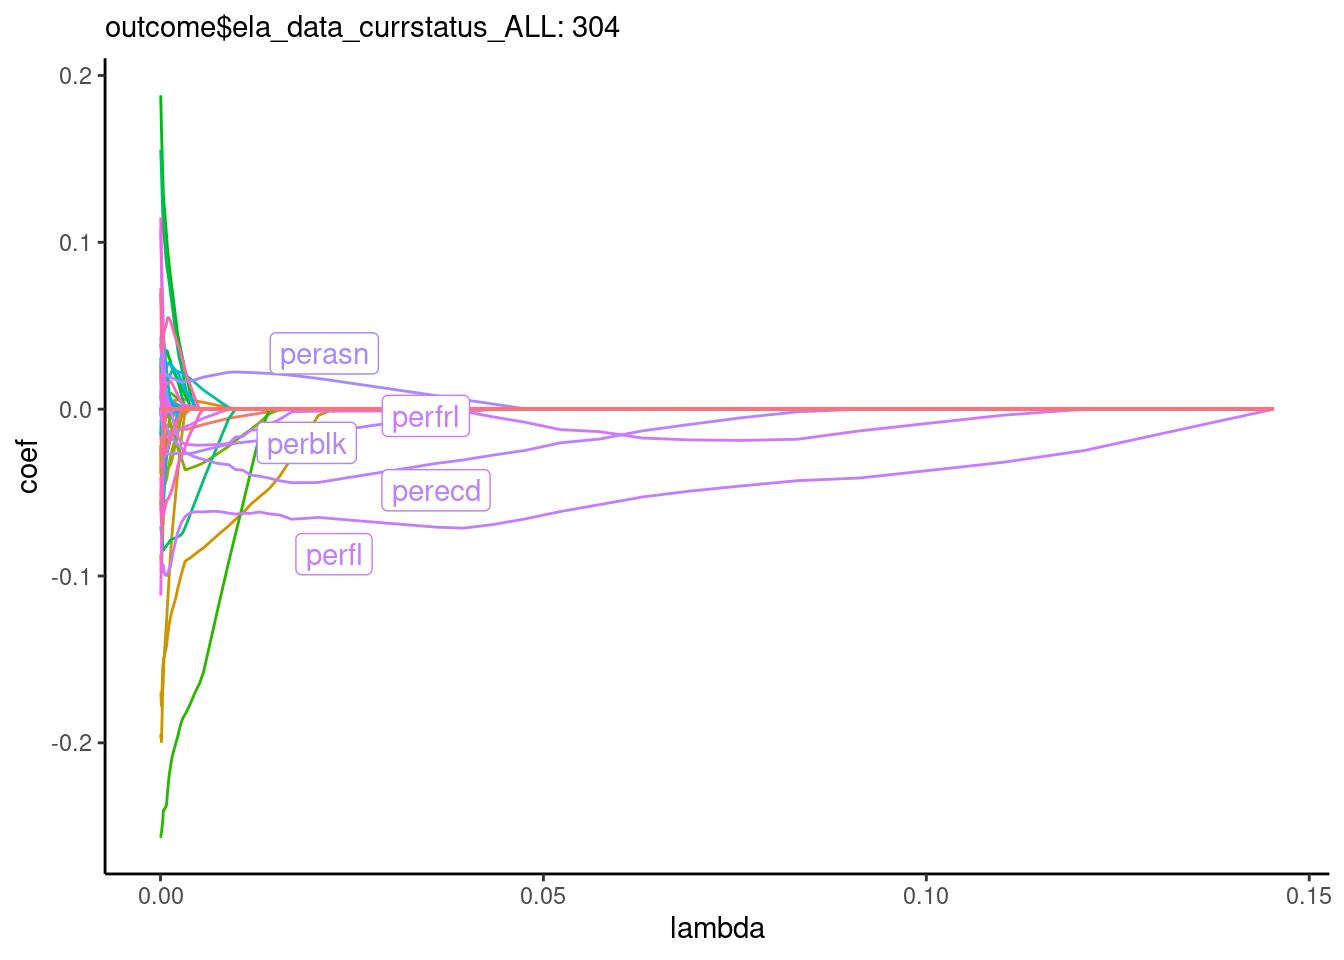 outcome$ela_data_currstatus_ALL: 304
0.2
0.1
0.0
-0.1
-0.2
coef
perasn
perfrl
perblk
perecd
perfl
0.00
0.05
0.10
0.15
lambda